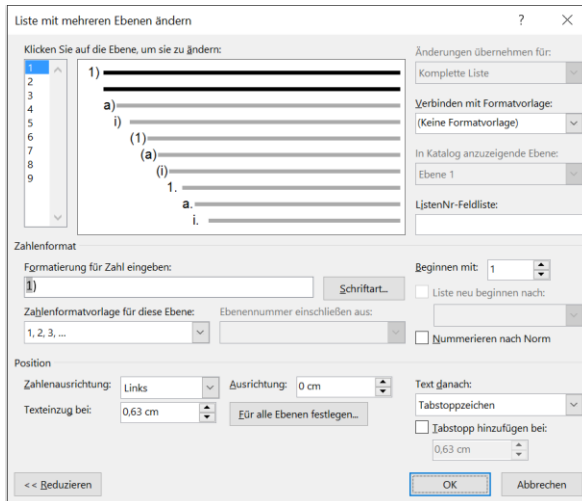 Liste mit mehreren Ebenen ändern
?
Klicken Sie auf die Ebene, um sie zu ändern:
1
2
3
4
5
6
7
8
9
1)
a)
i)
(1)
(a)
(i)
1.
a.
i.
Änderungen übernehmen für:
Komplette Liste
Verbinden mit Formatvorlage:
(Keine Formatvorlage)
In Katalog anzuzeigende Ebene:
Ebene 1
ListenNr-Feldliste:
Zahlenformat
Formatierung für Zahl eingeben:
1)
Schriftart...
Zahlenformatvorlage für diese Ebene:
1, 2, 3, ...
Ebenennummer einschließen aus:
Beginnen mit: 1
Liste neu beginnen nach:
Nummerieren nach Norm
Position
Zahlenausrichtung: Links
Ausrichtung: 0 cm
Texteinzug bei: 0,63 cm
Für alle Ebenen festlegen...
Text danach:
Tabstoppzeichen
Tabstopp hinzufügen bei:
0,63 cm
<< Reduzieren
OK
Abbrechen